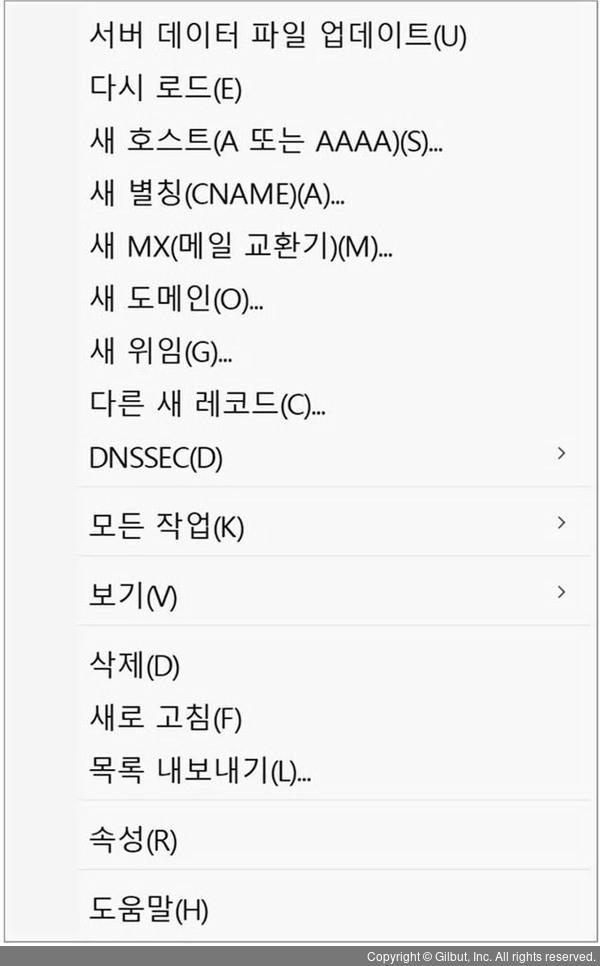 서버 데이터 파일 업데이트(U)
다시 로드(E)
새 호스트(A 또는 AAAA)(S)...
새 별칭(CNAME)(A)...
새 MX(메일 교환기)(M)...
새 도메인(O)...
새 위임(G)...
다른 새 레코드(C)...
DNSSEC(D)
모든 작업(K)
보기(V)
삭제(D)
새로 고침(F)
목록 내보내기(L)...
속성(R)
도움말(H)
Copyright © Gilbut, Inc. All rights reserved.